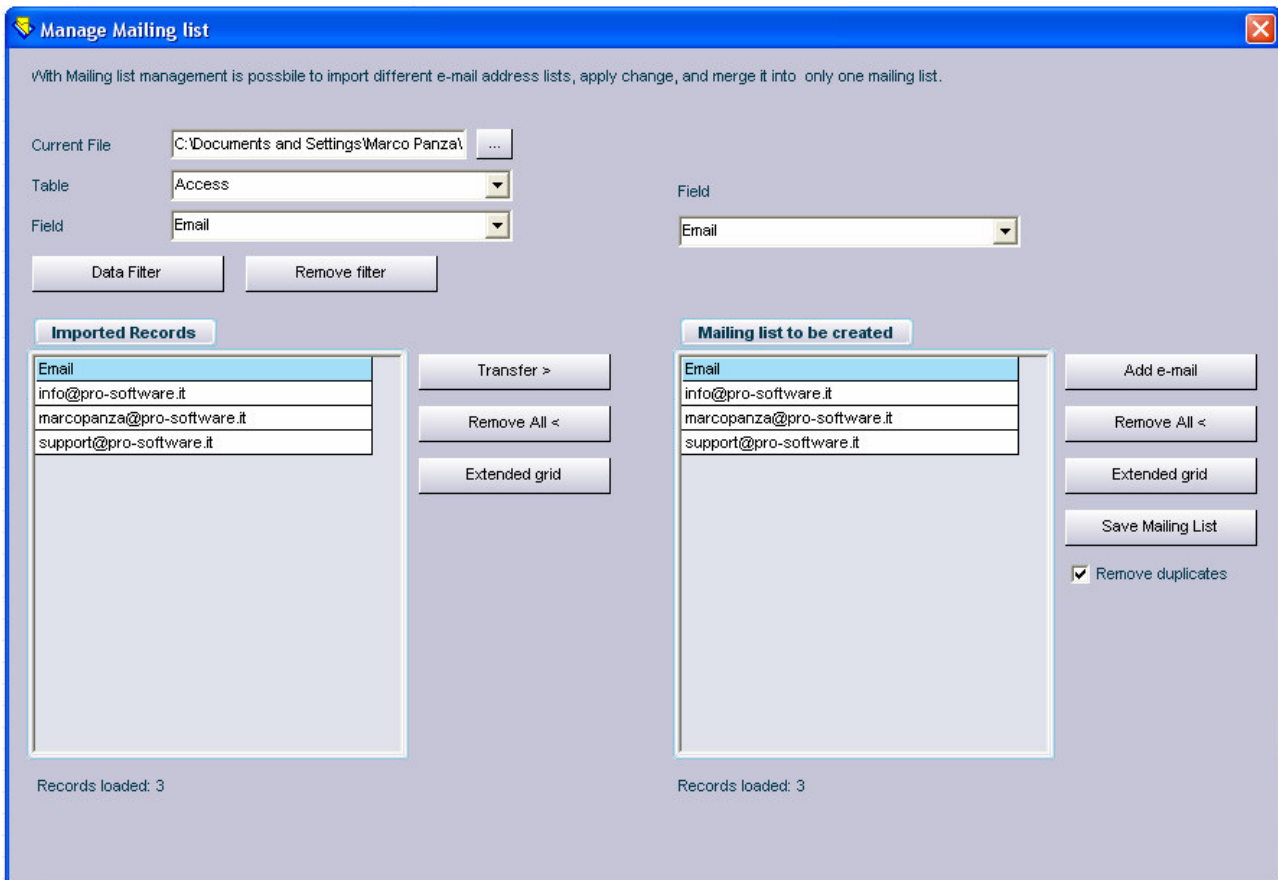 Manage Mailing list
With Mailing list management is possbile to import different e-mail address lists, apply change, and merge it into only one mailing list.
Current File
C:\Documents and Settings\Marco Panza\
...
Table
Access
Field
Email
Field
Email
Data Filter
Remove filter
Imported Records
Email
info@pro-software.it
marcopanza@pro-software.it
support@pro-software.it
Transfer >
Remove All <
Extended grid
Records loaded: 3
Mailing list to be created
Email
info@pro-software.it
marcopanza@pro-software.it
support@pro-software.it
Add e-mail
Remove All <
Extended grid
Save Mailing List
Remove duplicates
Records loaded: 3